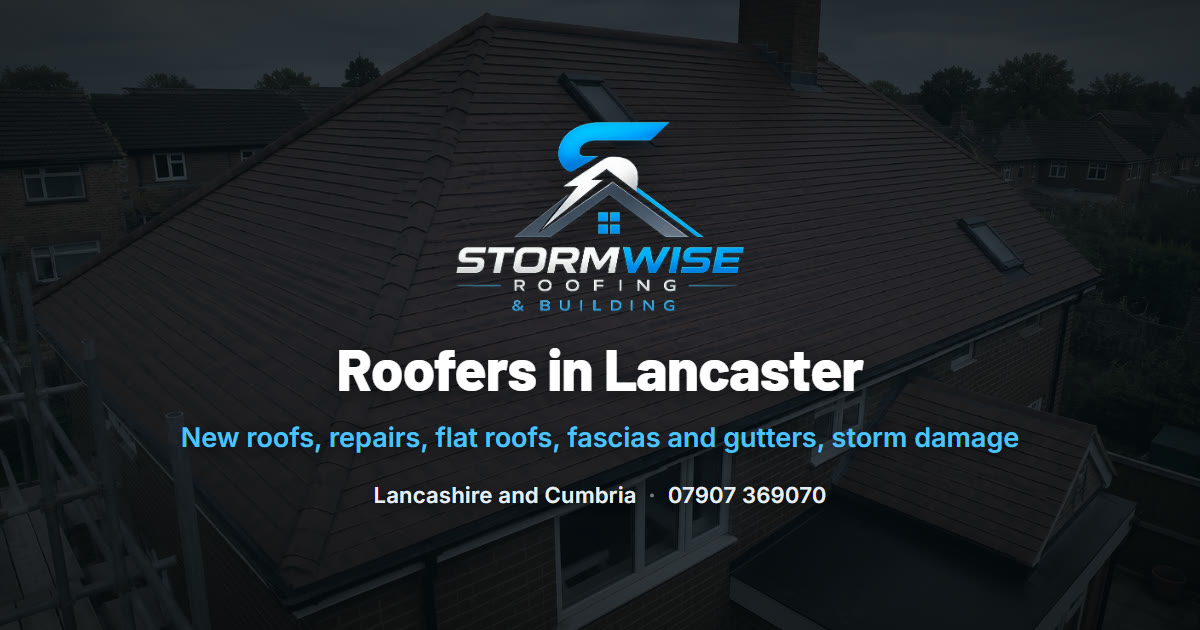 STORMWISE
ROOFING
& BUILDING
Roofers in Lancaster
New roofs, repairs, flat roofs, fascias and gutters, storm damage
Lancashire and Cumbria · 07907 369070